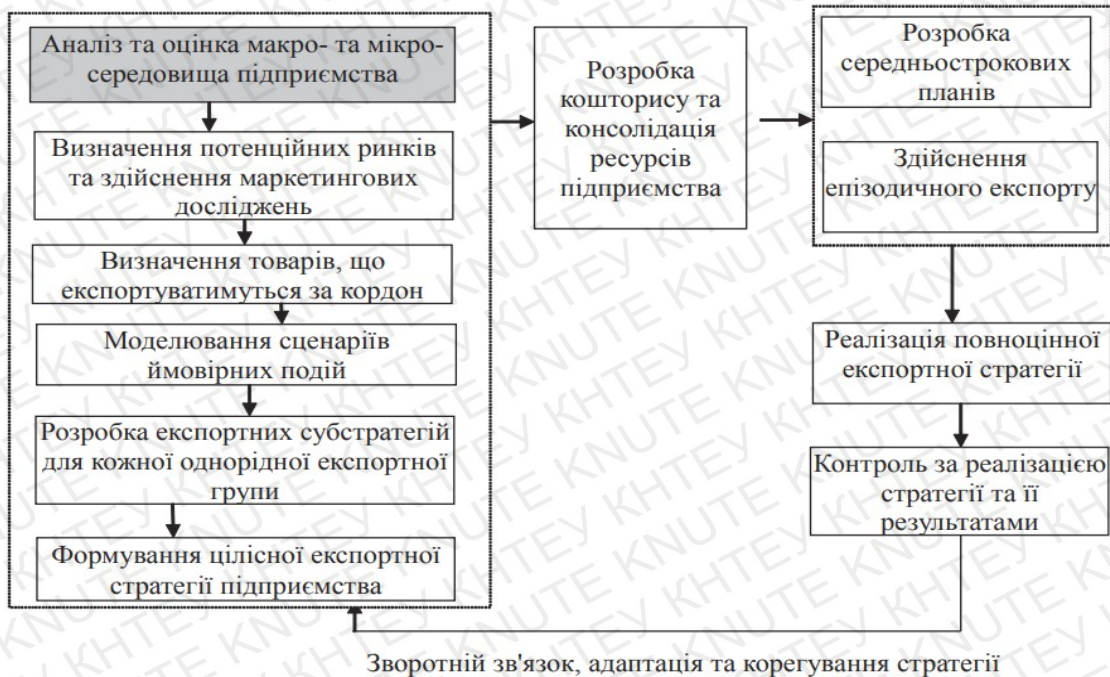 Аналіз та оцінка макро- та мікро-
середовища підприємства
Визначення потенційних ринків
та здійснення маркетингових
досліджень
Визначення товарів, що
експортуватимуться за кордон
Моделювання сценаріїв
ймовірних подій
Розробка експортних субстратегій
для кожної однорідної експортної
групи
Формування цілісної експортної
стратегії підприємства
Розробка
кошторису та
консолідація
ресурсів
підприємства
Розробка
середньострокових
планів
Здійснення
епізодичного експорту
Реалізація повноцінної
експортної стратегії
Контроль за реалізацією
стратегії та її
результатами
Зворотній зв'язок, адаптація та корегування стратегії
KNUTE КНТЕУ